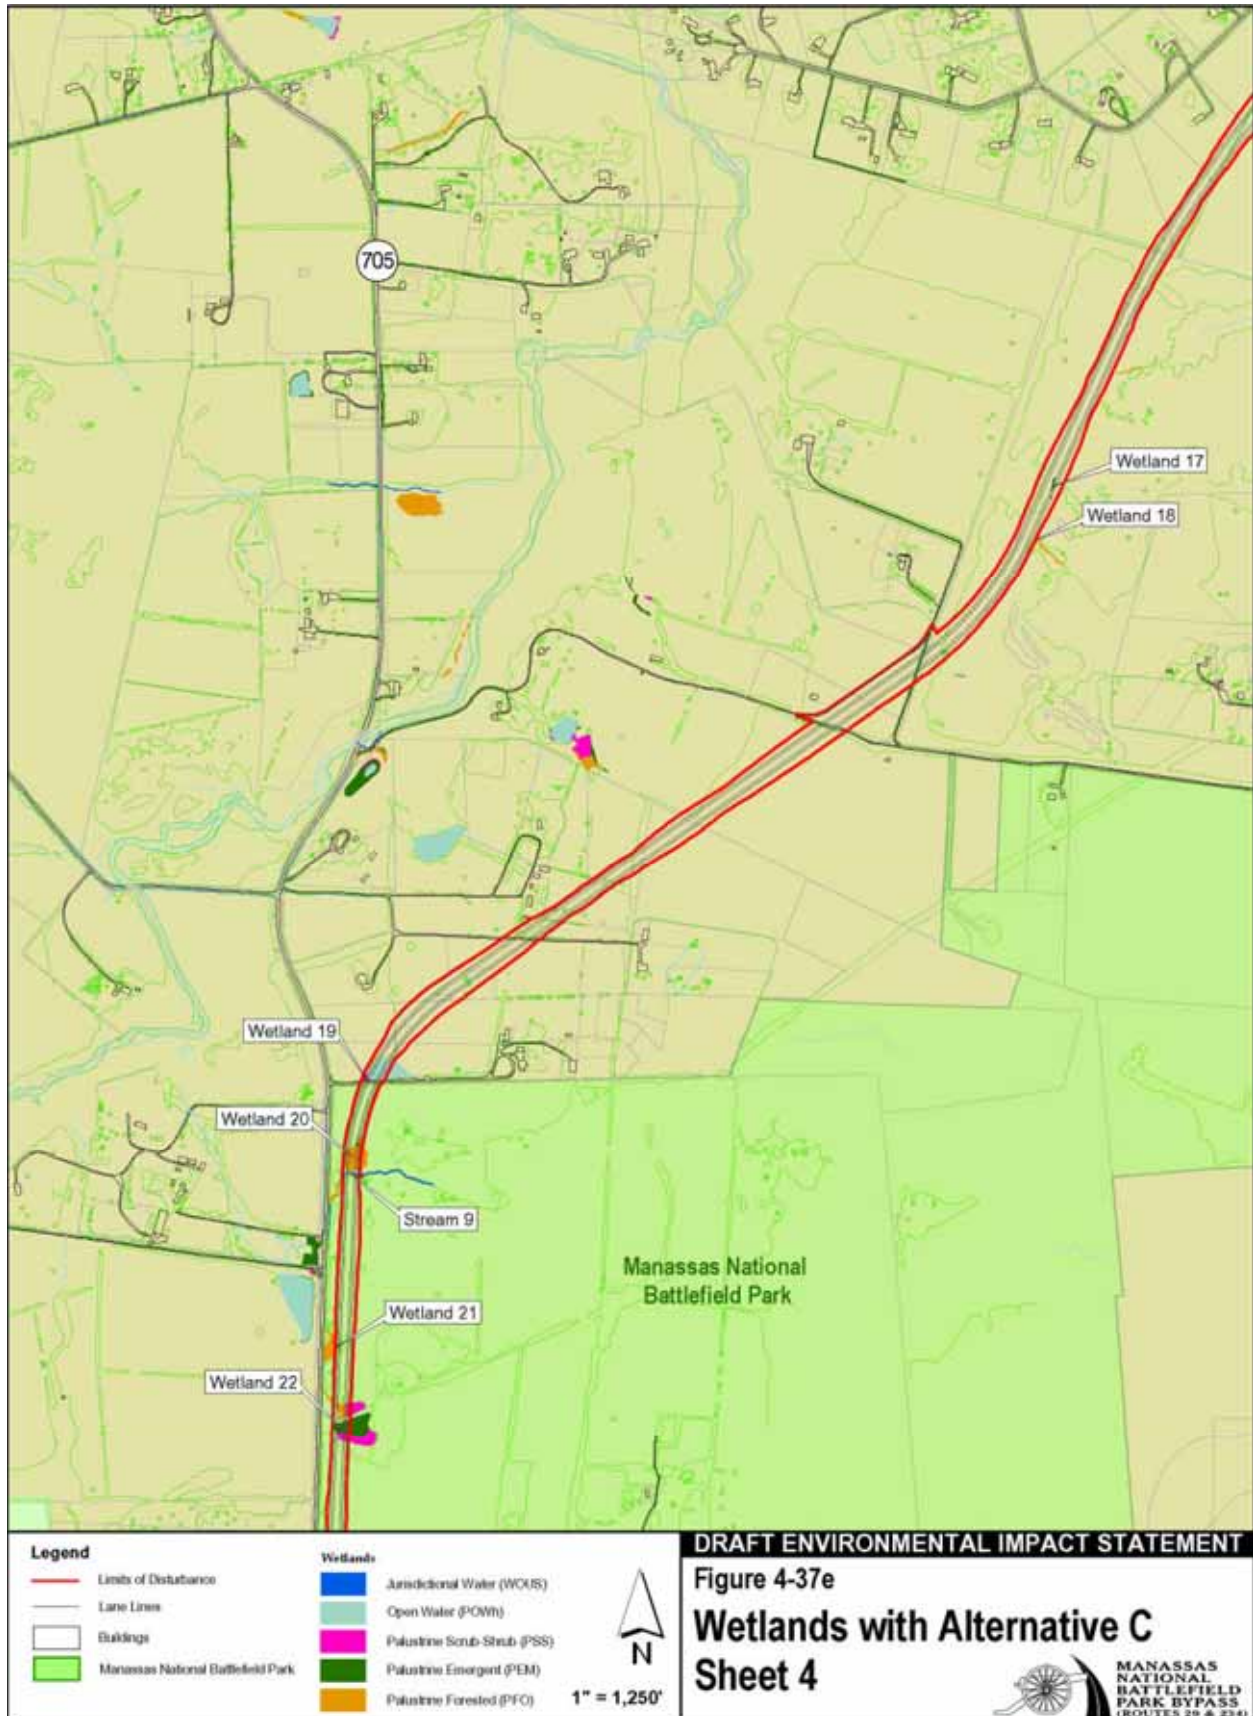 705
Wetland 17
Wetland 18
Wetland 19
Wetland 20
Stream 9
Manassas National
Battlefield Park
Wetland 21
Wetland 22
Legend
Limits of Disturbance
Lane Lines
Buildings
Manassas National Battlefield Park
Wetlands
Jurisdictional Water (WOUS)
Open Water (POWh)
Palustrine Scrub-Shrub (PSS)
Palustrine Emergent (PEM)
Palustrine Forested (PFO)
N
1" = 1,250'
DRAFT ENVIRONMENTAL IMPACT STATEMENT
Figure 4-37e
Wetlands with Alternative C
Sheet 4
MANASSAS
NATIONAL
BATTLEFIELD
PARK BYPASS
(ROUTES 29 & 234)